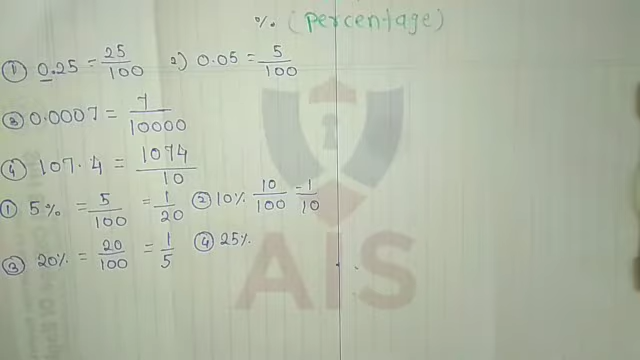 % (percentage)
① 0.25 = 25/100 2) 0.05 = 5/100
③ 0.0007 = 7/10000
④ 107.4 = 1074/10
① 5% = 5/100 = 1/20 ② 10% 10/100 = 1/10
③ 20% = 20/100 = 1/5 ④ 25%
AIS